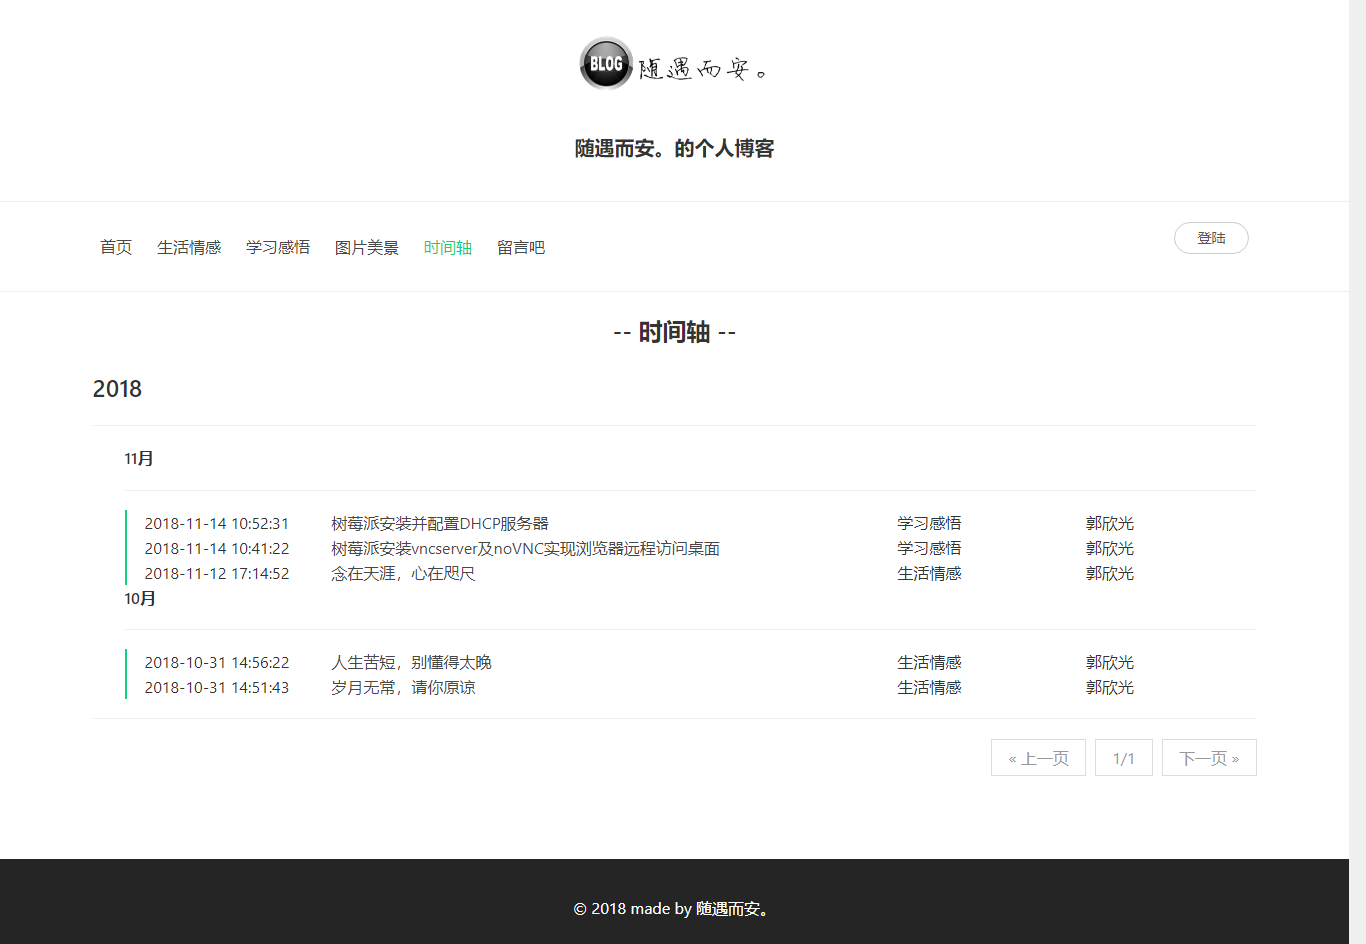 BLOG 随遇而安。
随遇而安。的个人博客
首页 生活情感 学习感悟 图片美景 时间轴 留言吧 登陆
-- 时间轴 --
2018
11月
2018-11-14 10:52:31 树莓派安装并配置DHCP服务器 学习感悟 郭欣光
2018-11-14 10:41:22 树莓派安装vncserver及noVNC实现浏览器远程访问桌面 学习感悟 郭欣光
2018-11-12 17:14:52 念在天涯，心在咫尺 生活情感 郭欣光
10月
2018-10-31 14:56:22 人生苦短，别懂得太晚 生活情感 郭欣光
2018-10-31 14:51:43 岁月无常，请你原谅 生活情感 郭欣光
« 上一页 1/1 下一页 »
© 2018 made by 随遇而安。